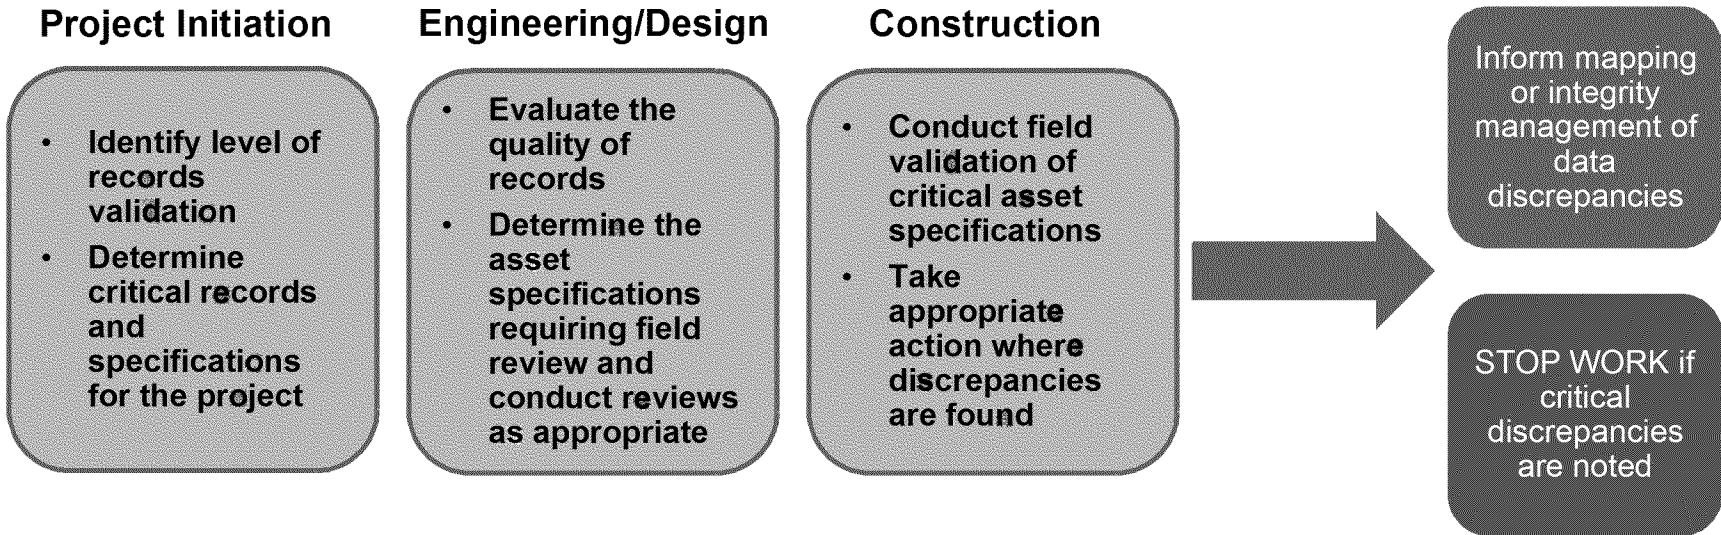 Project Initiation
• Identify level of
records
validation
• Determine
critical records
and
specifications
for the project
Engineering/Design
• Evaluate the
quality of
records
• Determine the
asset
specifications
requiring field
review and
conduct reviews
as appropriate
Construction
• Conduct field
validation of
critical asset
specifications
• Take
appropriate
action where
discrepancies
are found
Inform mapping
or integrity
management of
data
discrepancies
STOP WORK if
critical
discrepancies
are noted